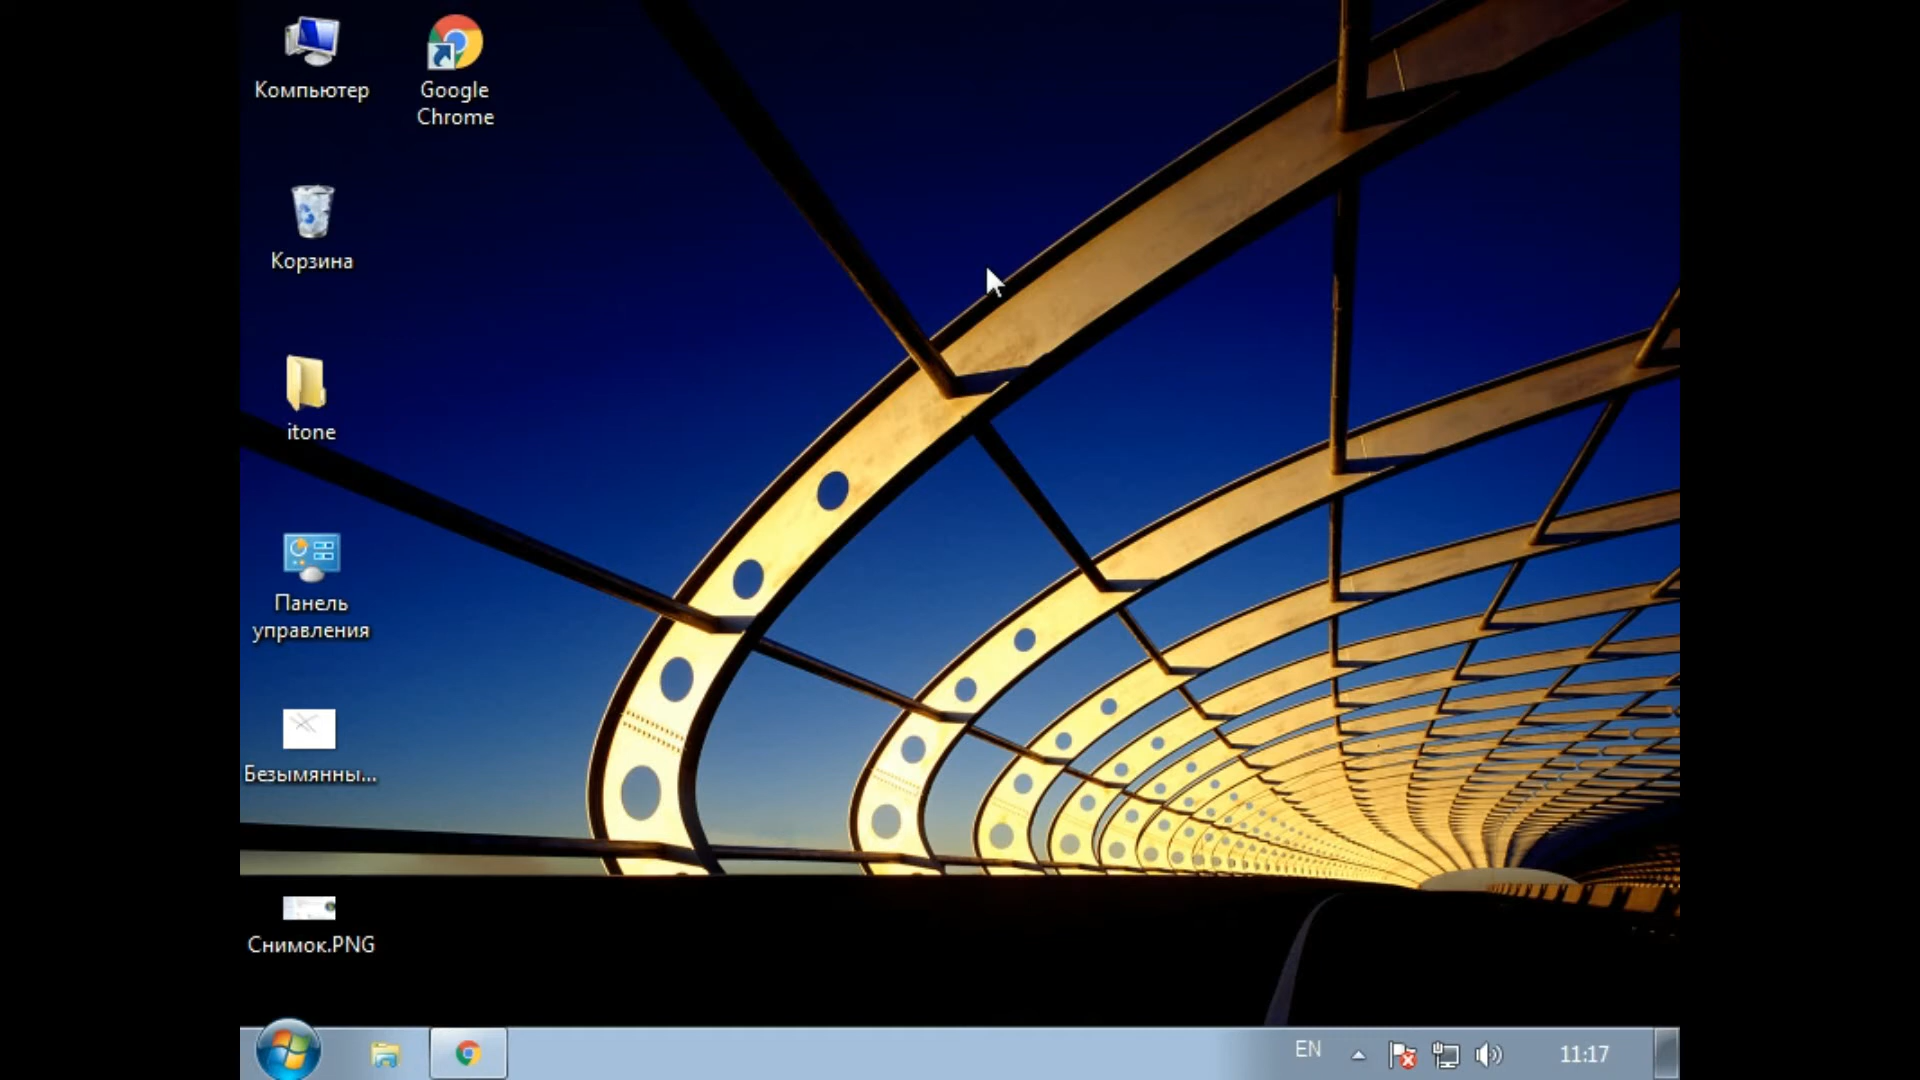 Компьютер
Google
Chrome
Корзина
itone
Панель
управления
Безымянны...
Снимок.PNG
EN
11:17